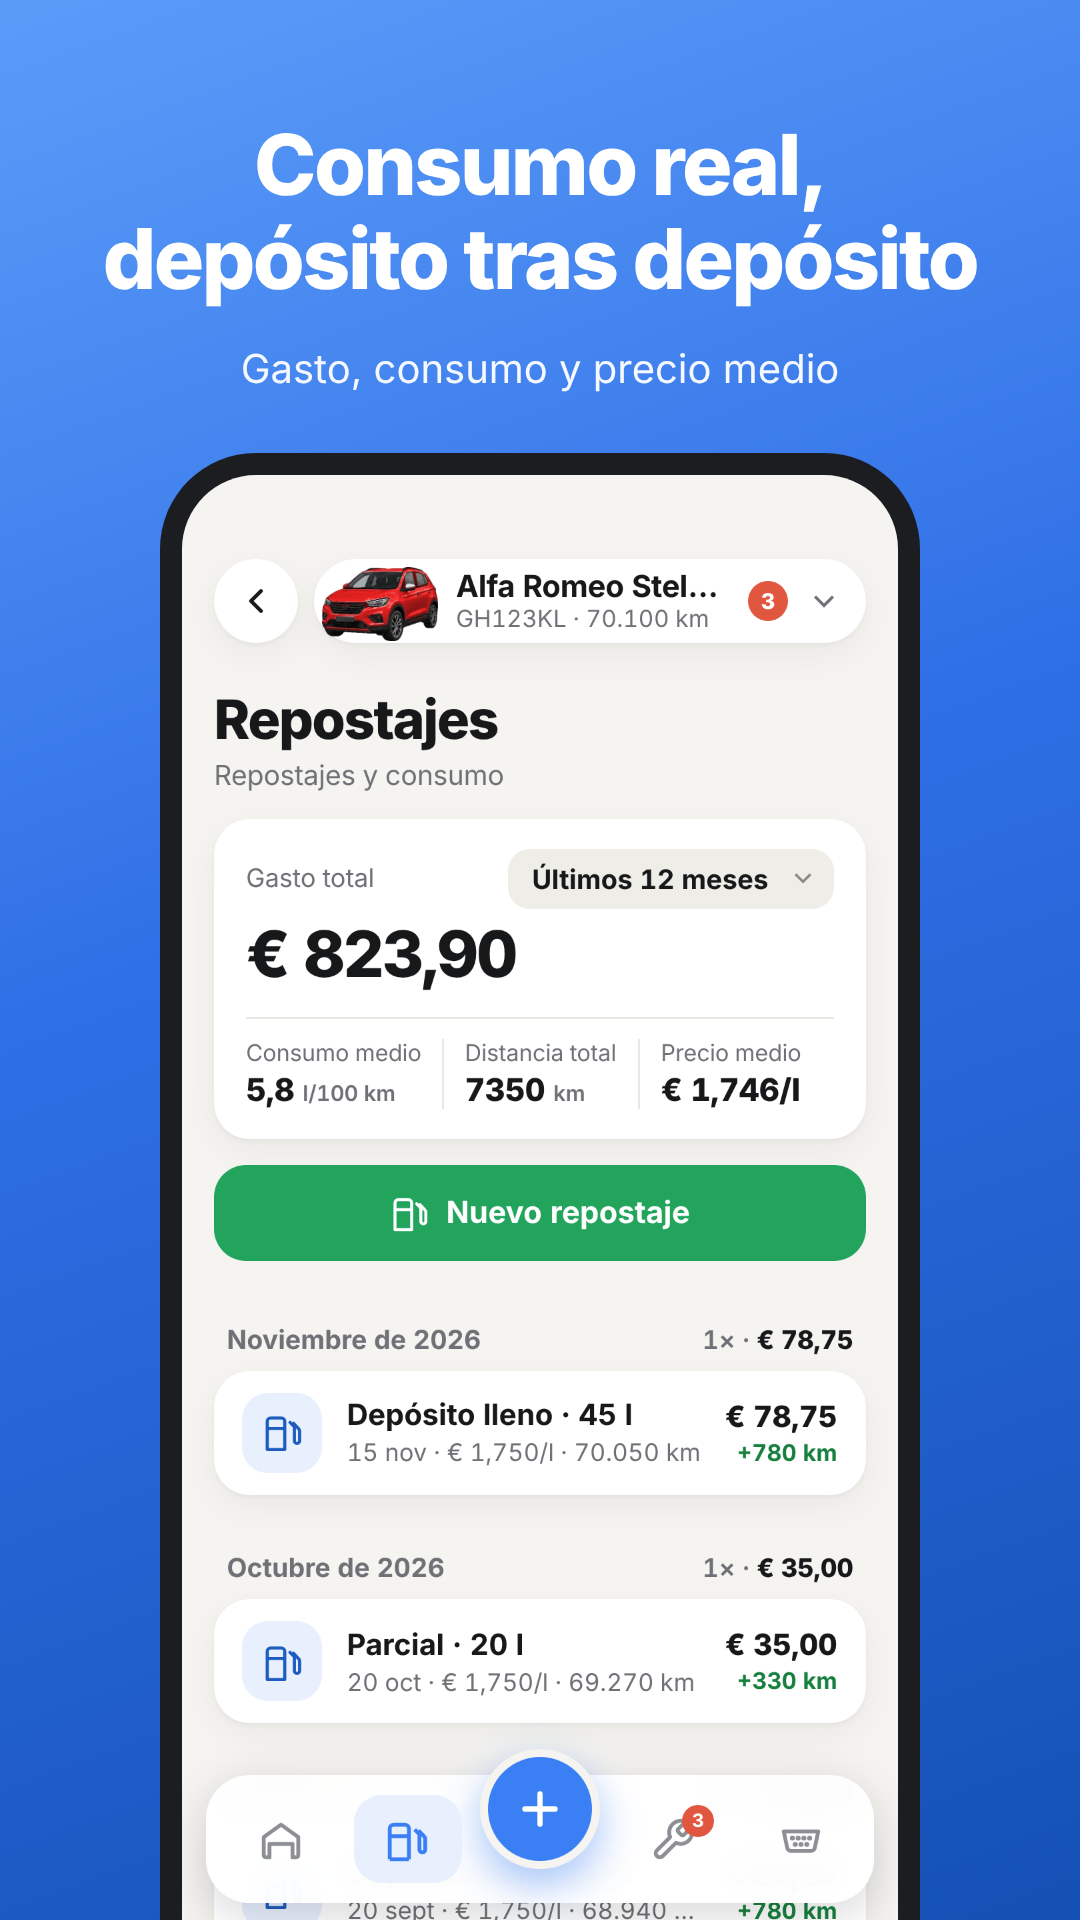 Consumo real,
depósito tras depósito
Gasto, consumo y precio medio
Alfa Romeo Stel...
GH123KL · 70.100 km
3
Repostajes
Repostajes y consumo
Gasto total
Últimos 12 meses
€ 823,90
Consumo medio
5,8 l/100 km
Distancia total
7350 km
Precio medio
€ 1,746/l
Nuevo repostaje
Noviembre de 2026
1× · € 78,75
Depósito lleno · 45 l
€ 78,75
15 nov · € 1,750/l · 70.050 km
+780 km
Octubre de 2026
1× · € 35,00
Parcial · 20 l
€ 35,00
20 oct · € 1,750/l · 69.270 km
+330 km
3
20 sept · € 1,750/l · 68.940 ...
+780 km